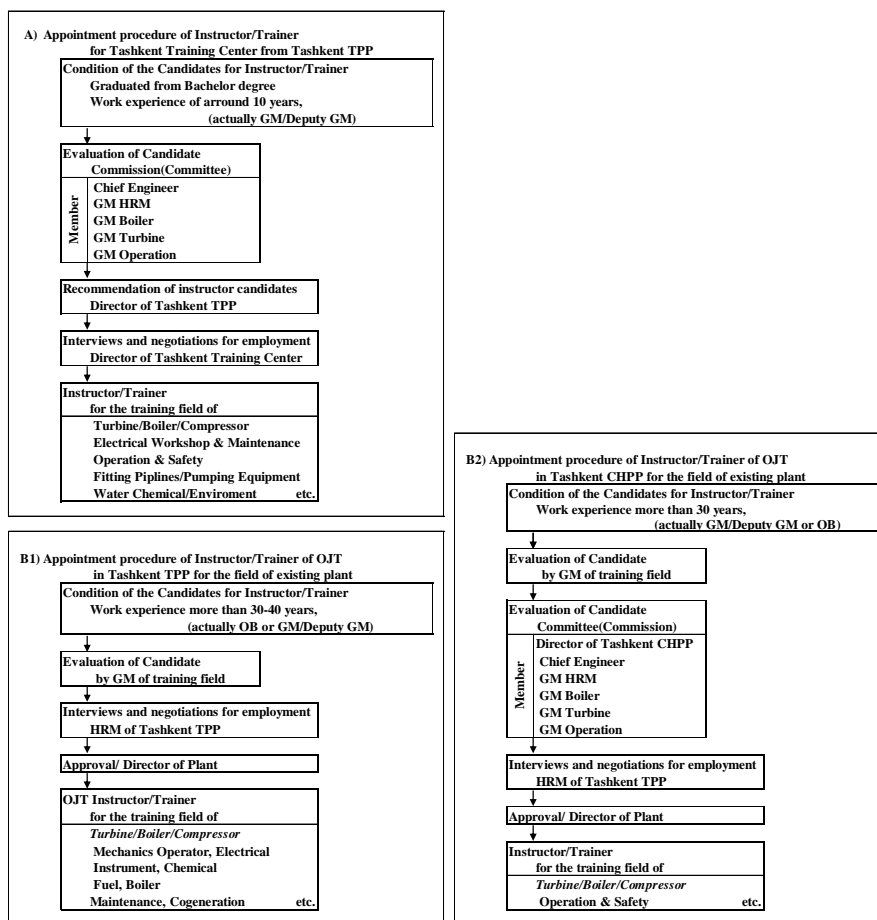 A) Appointment procedure of Instructor/Trainer
for Tashkent Training Center from Tashkent TPP
Condition of the Candidates for Instructor/Trainer
Graduated from Bachelor degree
Work experience of arround 10 years,
(actually GM/Deputy GM)
Evaluation of Candidate
Commission(Committee)
Member
Chief Engineer
GM HRM
GM Boiler
GM Turbine
GM Operation
Recommendation of instructor candidates
Director of Tashkent TPP
Interviews and negotiations for employment
Director of Tashkent Training Center
Instructor/Trainer
for the training field of
Turbine/Boiler/Compressor
Electrical Workshop & Maintenance
Operation & Safety
Fitting Piplines/Pumping Equipment
Water Chemical/Enviroment etc.
B1) Appointment procedure of Instructor/Trainer of OJT
in Tashkent TPP for the field of existing plant
Condition of the Candidates for Instructor/Trainer
Work experience more than 30-40 years,
(actually OB or GM/Deputy GM)
Evaluation of Candidate
by GM of training field
Interviews and negotiations for employment
HRM of Tashkent TPP
Approval/ Director of Plant
OJT Instructor/Trainer
for the training field of
Turbine/Boiler/Compressor
Mechanics Operator, Electrical
Instrument, Chemical
Fuel, Boiler
Maintenance, Cogeneration etc.
B2) Appointment procedure of Instructor/Trainer of OJT
in Tashkent CHPP for the field of existing plant
Condition of the Candidates for Instructor/Trainer
Work experience more than 30 years,
(actually GM/Deputy GM or OB)
Evaluation of Candidate
by GM of training field
Evaluation of Candidate
Committee(Commission)
Member
Director of Tashkent CHPP
Chief Engineer
GM HRM
GM Boiler
GM Turbine
GM Operation
Interviews and negotiations for employment
HRM of Tashkent TPP
Approval/ Director of Plant
Instructor/Trainer
for the training field of
Turbine/Boiler/Compressor
Operation & Safety etc.